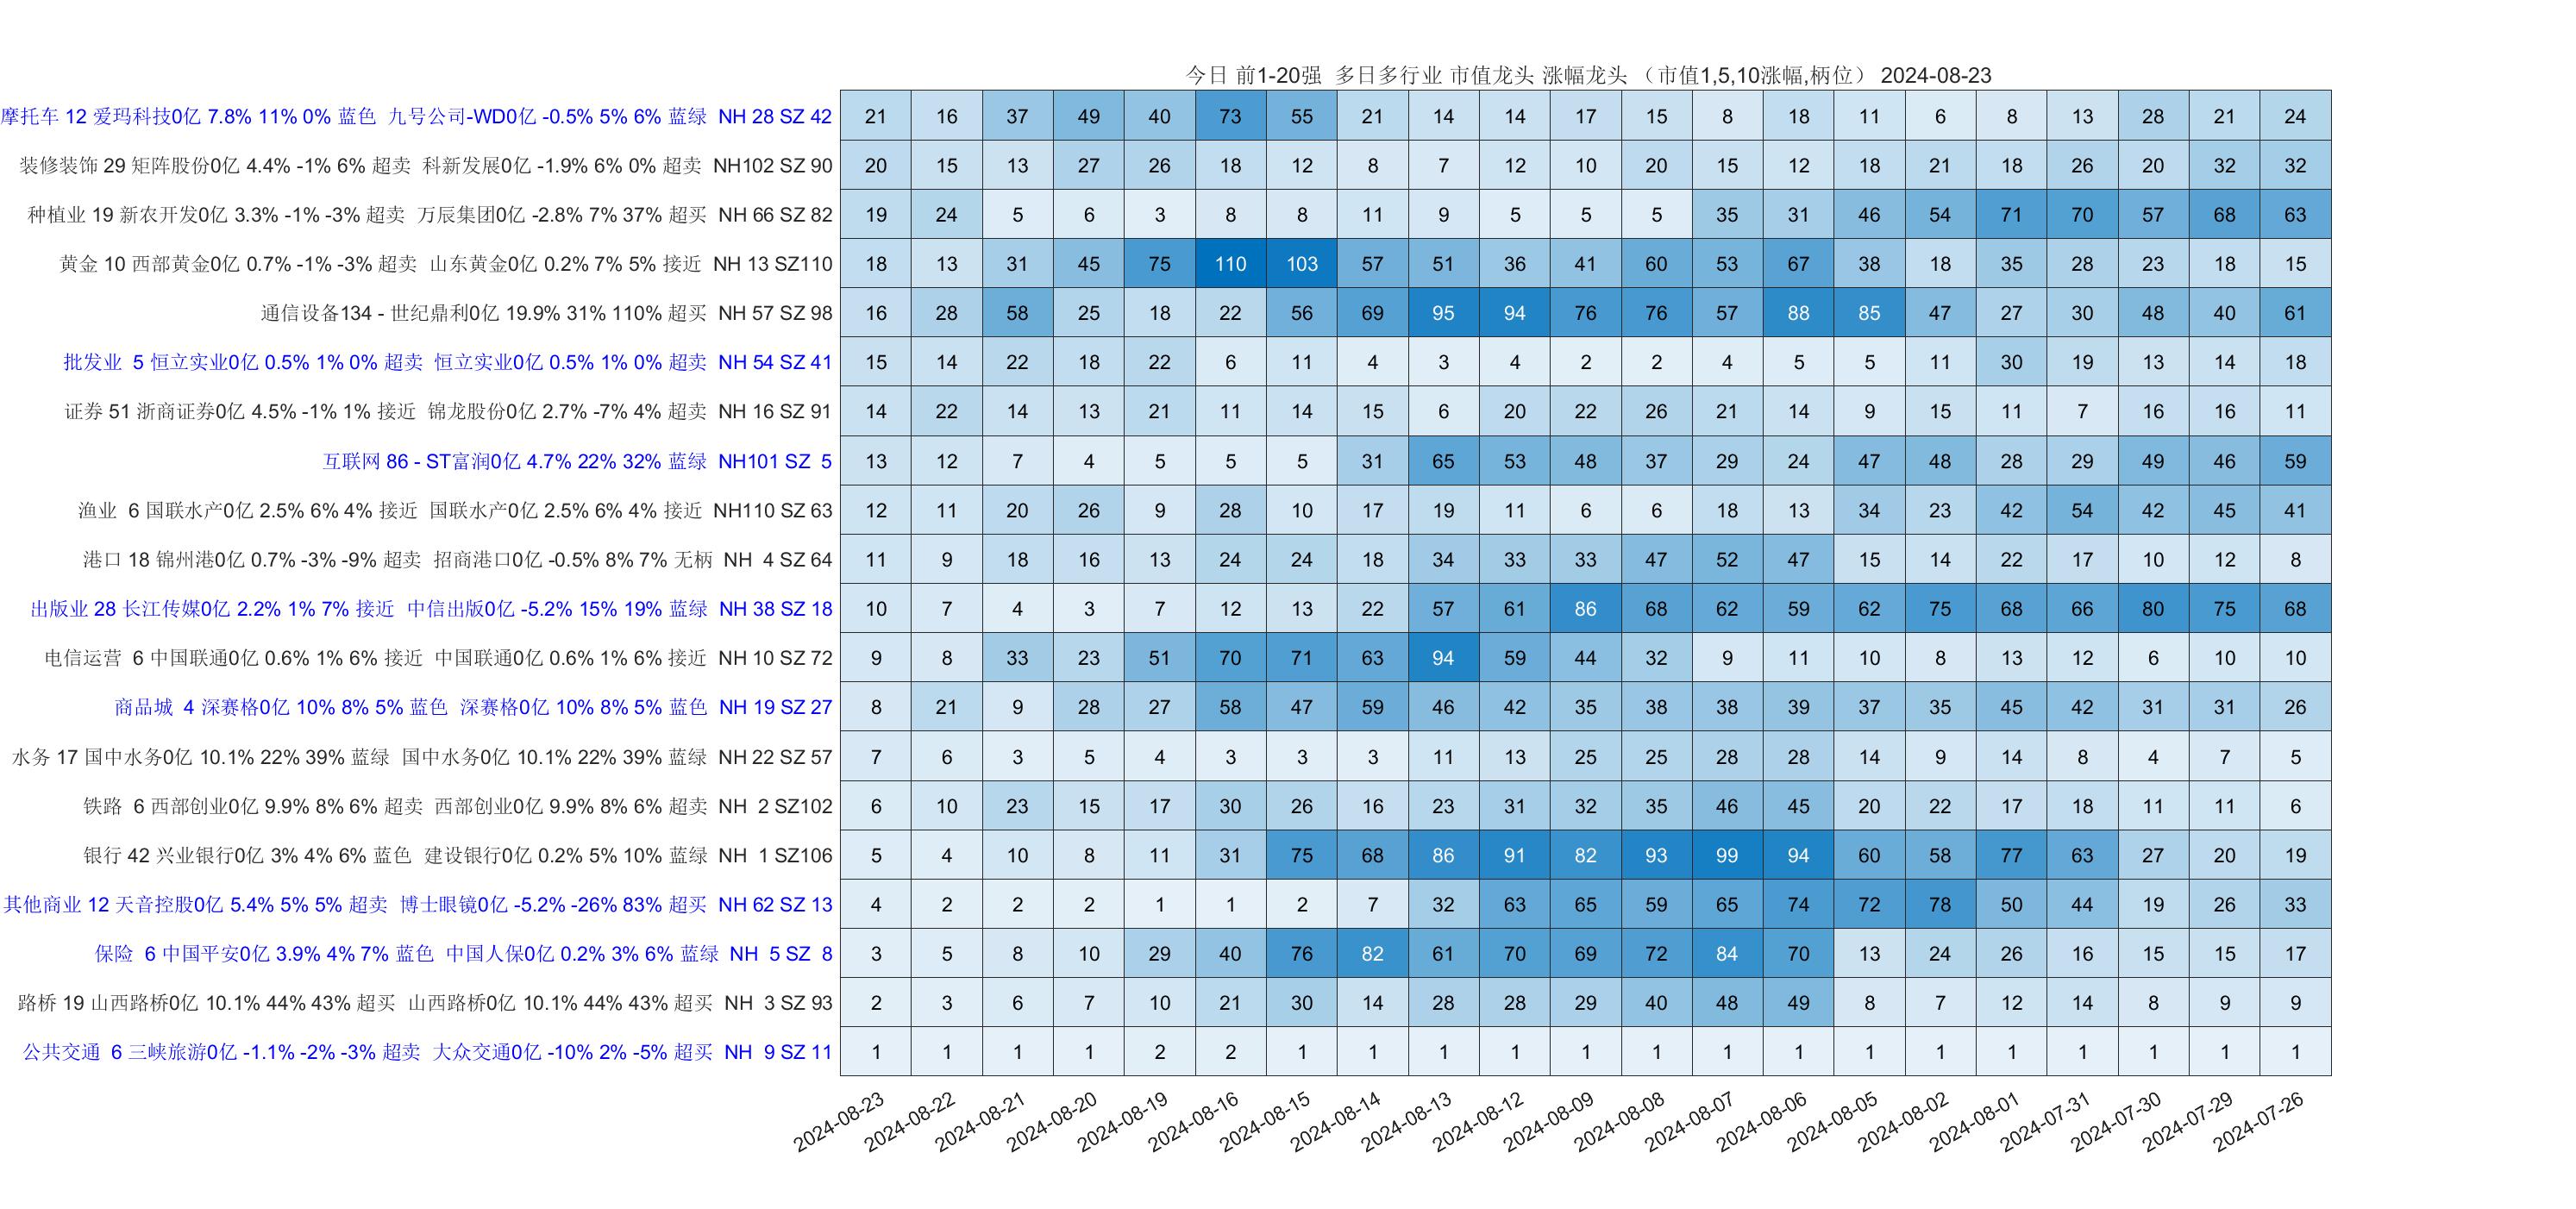 今日 前1-20强  多日多行业 市值龙头 涨幅龙头 （市值1,5,10涨幅,柄位） 2024-08-23
摩托车 12 爱玛科技0亿 7.8% 11% 0% 蓝色  九号公司-WD0亿 -0.5% 5% 6% 蓝绿  NH 28 SZ 42 21 16 37 49 40 73 55 21 14 14 17 15 8 18 11 6 8 13 28 21 24
装修装饰 29 矩阵股份0亿 4.4% -1% 6% 超卖  科新发展0亿 -1.9% 6% 0% 超卖  NH102 SZ 90 20 15 13 27 26 18 12 8 7 12 10 20 15 12 18 21 18 26 20 32 32
种植业 19 新农开发0亿 3.3% -1% -3% 超卖  万辰集团0亿 -2.8% 7% 37% 超买  NH 66 SZ 82 19 24 5 6 3 8 8 11 9 5 5 5 35 31 46 54 71 70 57 68 63
黄金 10 西部黄金0亿 0.7% -1% -3% 超卖  山东黄金0亿 0.2% 7% 5% 接近  NH 13 SZ110 18 13 31 45 75 110 103 57 51 36 41 60 53 67 38 18 35 28 23 18 15
通信设备134 - 世纪鼎利0亿 19.9% 31% 110% 超买  NH 57 SZ 98 16 28 58 25 18 22 56 69 95 94 76 76 57 88 85 47 27 30 48 40 61
批发业  5 恒立实业0亿 0.5% 1% 0% 超卖  恒立实业0亿 0.5% 1% 0% 超卖  NH 54 SZ 41 15 14 22 18 22 6 11 4 3 4 2 2 4 5 5 11 30 19 13 14 18
证券 51 浙商证券0亿 4.5% -1% 1% 接近  锦龙股份0亿 2.7% -7% 4% 超卖  NH 16 SZ 91 14 22 14 13 21 11 14 15 6 20 22 26 21 14 9 15 11 7 16 16 11
互联网 86 - ST富润0亿 4.7% 22% 32% 蓝绿  NH101 SZ  5 13 12 7 4 5 5 5 31 65 53 48 37 29 24 47 48 28 29 49 46 59
渔业  6 国联水产0亿 2.5% 6% 4% 接近  国联水产0亿 2.5% 6% 4% 接近  NH110 SZ 63 12 11 20 26 9 28 10 17 19 11 6 6 18 13 34 23 42 54 42 45 41
港口 18 锦州港0亿 0.7% -3% -9% 超卖  招商港口0亿 -0.5% 8% 7% 无柄  NH  4 SZ 64 11 9 18 16 13 24 24 18 34 33 33 47 52 47 15 14 22 17 10 12 8
出版业 28 长江传媒0亿 2.2% 1% 7% 接近  中信出版0亿 -5.2% 15% 19% 蓝绿  NH 38 SZ 18 10 7 4 3 7 12 13 22 57 61 86 68 62 59 62 75 68 66 80 75 68
电信运营  6 中国联通0亿 0.6% 1% 6% 接近  中国联通0亿 0.6% 1% 6% 接近  NH 10 SZ 72 9 8 33 23 51 70 71 63 94 59 44 32 9 11 10 8 13 12 6 10 10
商品城  4 深赛格0亿 10% 8% 5% 蓝色  深赛格0亿 10% 8% 5% 蓝色  NH 19 SZ 27 8 21 9 28 27 58 47 59 46 42 35 38 38 39 37 35 45 42 31 31 26
水务 17 国中水务0亿 10.1% 22% 39% 蓝绿  国中水务0亿 10.1% 22% 39% 蓝绿  NH 22 SZ 57 7 6 3 5 4 3 3 3 11 13 25 25 28 28 14 9 14 8 4 7 5
铁路  6 西部创业0亿 9.9% 8% 6% 超卖  西部创业0亿 9.9% 8% 6% 超卖  NH  2 SZ102 6 10 23 15 17 30 26 16 23 31 32 35 46 45 20 22 17 18 11 11 6
银行 42 兴业银行0亿 3% 4% 6% 蓝色  建设银行0亿 0.2% 5% 10% 蓝绿  NH  1 SZ106 5 4 10 8 11 31 75 68 86 91 82 93 99 94 60 58 77 63 27 20 19
其他商业 12 天音控股0亿 5.4% 5% 5% 超卖  博士眼镜0亿 -5.2% -26% 83% 超买  NH 62 SZ 13 4 2 2 2 1 1 2 7 32 63 65 59 65 74 72 78 50 44 19 26 33
保险  6 中国平安0亿 3.9% 4% 7% 蓝色  中国人保0亿 0.2% 3% 6% 蓝绿  NH  5 SZ  8 3 5 8 10 29 40 76 82 61 70 69 72 84 70 13 24 26 16 15 15 17
路桥 19 山西路桥0亿 10.1% 44% 43% 超买  山西路桥0亿 10.1% 44% 43% 超买  NH  3 SZ 93 2 3 6 7 10 21 30 14 28 28 29 40 48 49 8 7 12 14 8 9 9
公共交通  6 三峡旅游0亿 -1.1% -2% -3% 超卖  大众交通0亿 -10% 2% -5% 超买  NH  9 SZ 11 1 1 1 1 2 2 1 1 1 1 1 1 1 1 1 1 1 1 1 1 1
2024-08-23 2024-08-22 2024-08-21 2024-08-20 2024-08-19 2024-08-16 2024-08-15 2024-08-14 2024-08-13 2024-08-12 2024-08-09 2024-08-08 2024-08-07 2024-08-06 2024-08-05 2024-08-02 2024-08-01 2024-07-31 2024-07-30 2024-07-29 2024-07-26